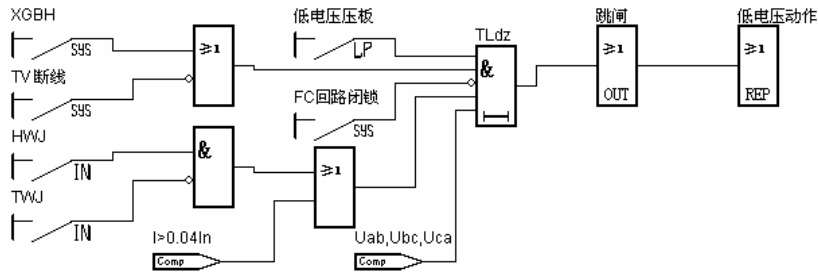 XGBH
SYS
TV断线
SYS
≥1
HWJ
IN
TWJ
IN
&
I>0.04In
Comp
≥1
低电压压板
LP
FC回路闭锁
SYS
Uab,Ubc,Uca
Comp
TLdz
&
跳闸
≥1
OUT
低电压动作
≥1
REP